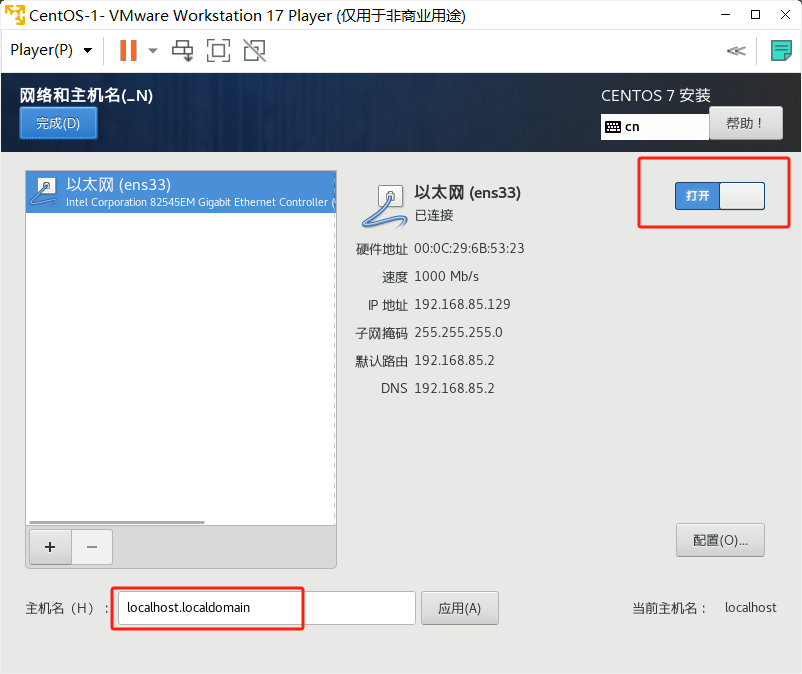 CentOS-1- VMware Workstation 17 Player (仅用于非商业用途)
Player(P)
网络和主机名(_N)
CENTOS 7 安装
完成(D)
cn
帮助！
以太网 (ens33)
Intel Corporation 82545EM Gigabit Ethernet Controller (
以太网 (ens33)
已连接
打开
硬件地址 00:0C:29:6B:53:23
速度 1000 Mb/s
IP 地址 192.168.85.129
子网掩码 255.255.255.0
默认路由 192.168.85.2
DNS 192.168.85.2
配置(O)...
主机名（H）： localhost.localdomain 应用(A) 当前主机名： localhost